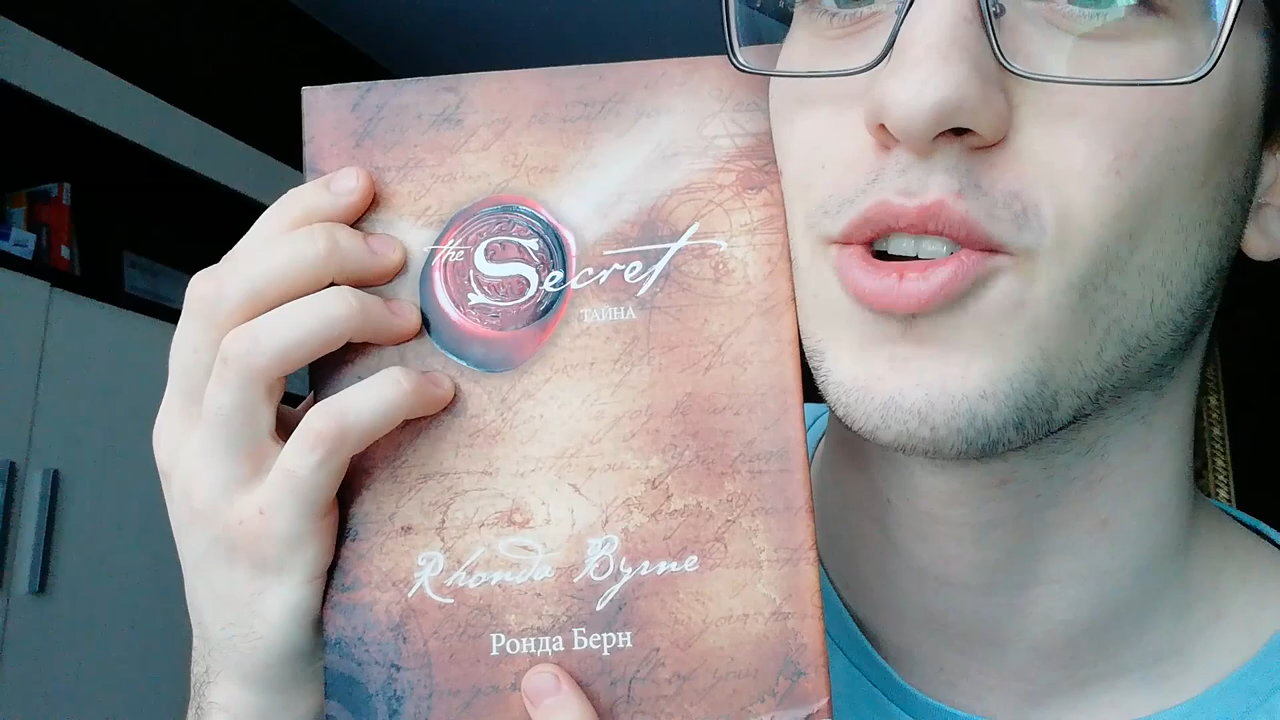 the Secret
ТАЙНА
Rhonda Byrne
Ронда Берн